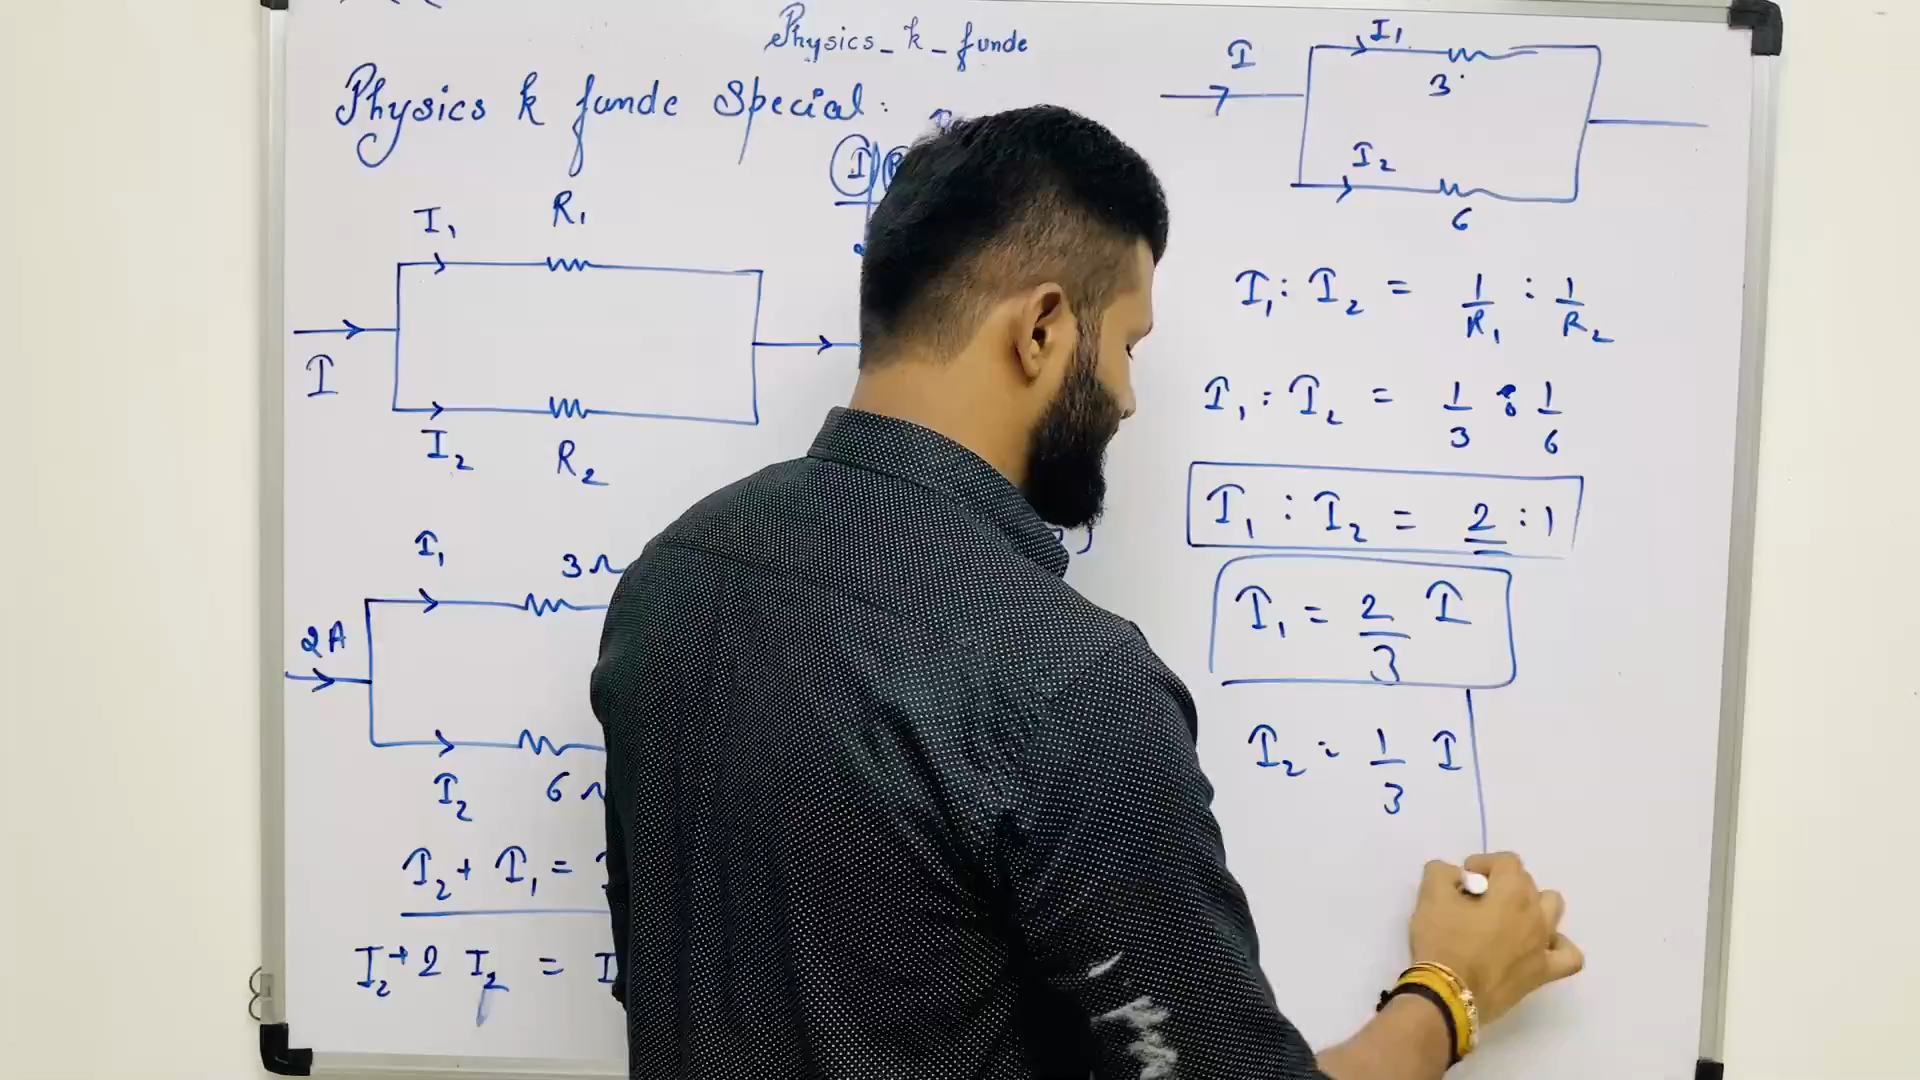 Physics_k_funde
Physics k funde Special:
I
I₁ R₁
I
I₂ R₂
I₁ 3Ω
2A
I₂ 6Ω
I₂ + I₁ =
I₂ + 2 I₂ = I
I I₁
3
I₂
6
I₁ : I₂ = 1/R₁ : 1/R₂
I₁ : I₂ = 1/3 : 1/6
I₁ : I₂ = 2 : 1
I₁ = 2/3 I
I₂ = 1/3 I